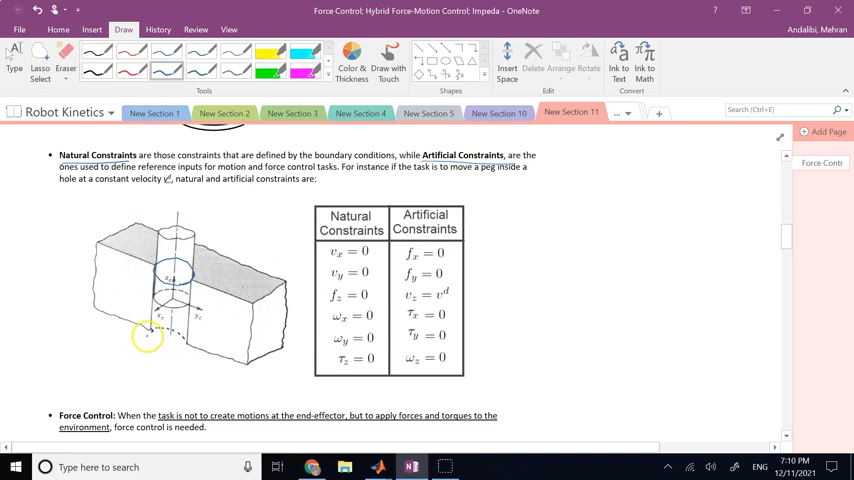 Force Control; Hybrid Force-Motion Control; Impeda - OneNote
Andalibi, Mehran
File Home Insert Draw History Review View
Type
Lasso Select
Eraser
Color & Thickness
Draw with Touch
Insert Space
Delete
Arrange
Rotate
Ink to Text
Ink to Math
Tools
Shapes
Edit
Convert
Robot Kinetics
New Section 1 New Section 2 New Section 3 New Section 4 New Section 5 New Section 10 New Section 11 ...
Search (Ctrl+E)
Add Page
Force Contr
• Natural Constraints are those constraints that are defined by the boundary conditions, while Artificial Constraints, are the
ones used to define reference inputs for motion and force control tasks. For instance if the task is to move a peg inside a
hole at a constant velocity vᵈ, natural and artificial constraints are:
z_c
x_c
y_c
Natural Constraints Artificial Constraints
v_x = 0 f_x = 0
v_y = 0 f_y = 0
f_z = 0 v_z = v^d
ω_x = 0 τ_x = 0
ω_y = 0 τ_y = 0
τ_z = 0 ω_z = 0
• Force Control: When the task is not to create motions at the end-effector, but to apply forces and torques to the
environment, force control is needed.
Type here to search
ENG
7:10 PM
12/11/2021